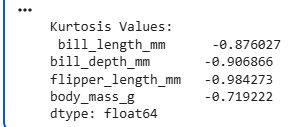 ...
Kurtosis Values:
bill_length_mm -0.876027
bill_depth_mm -0.906866
flipper_length_mm -0.984273
body_mass_g -0.719222
dtype: float64